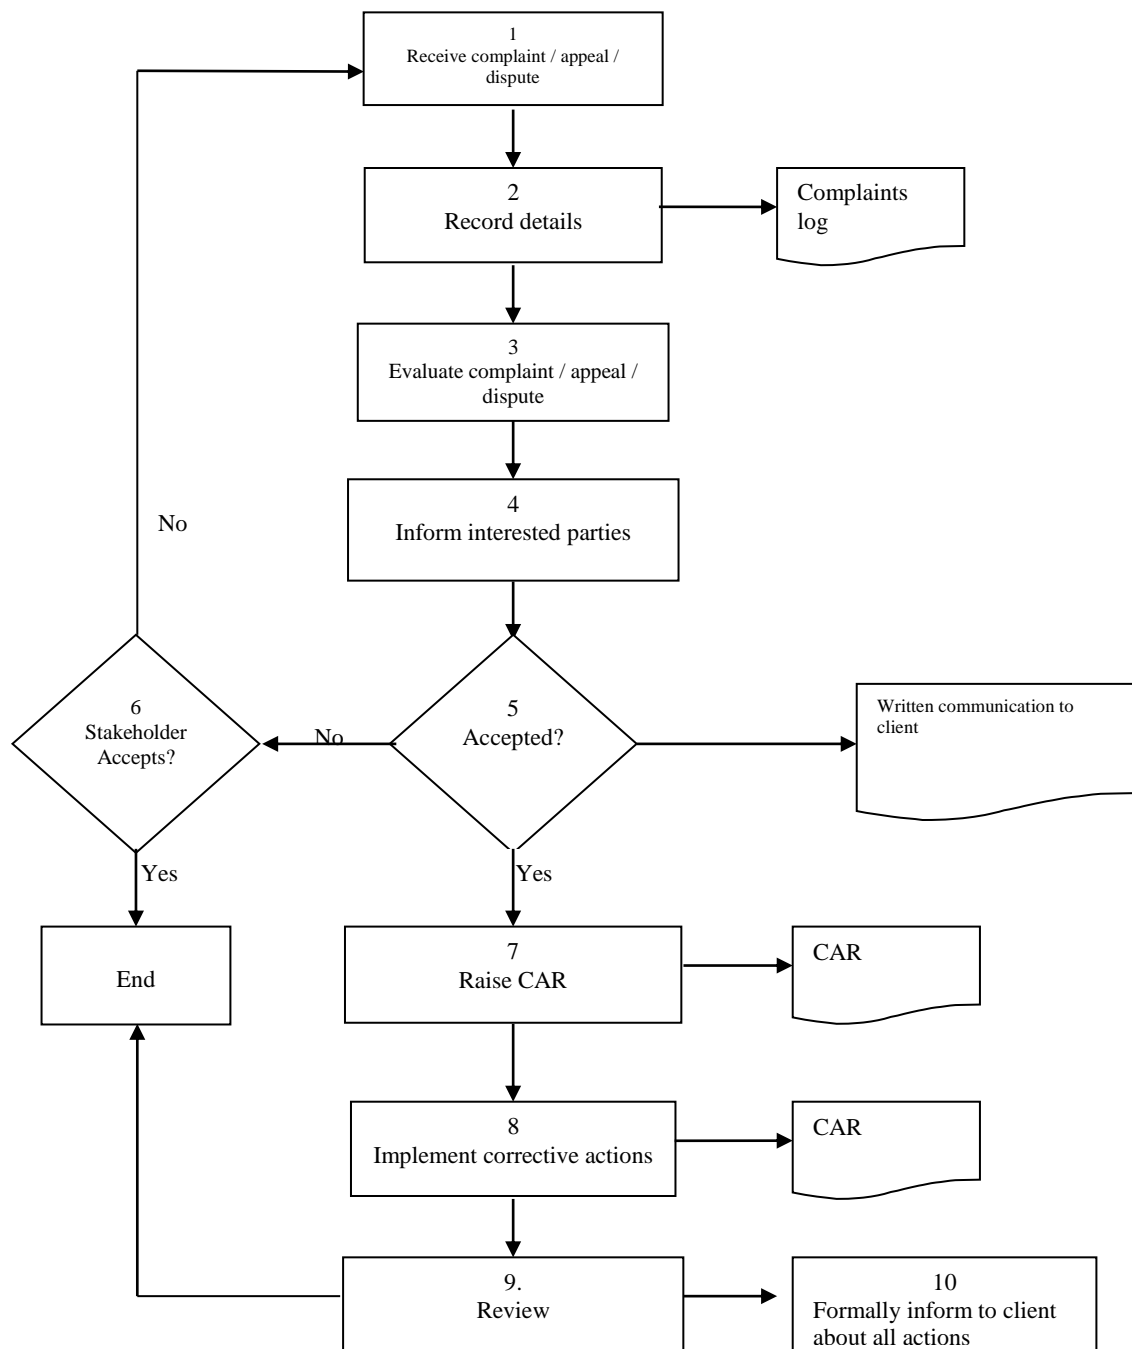 1
Receive complaint / appeal /
dispute
2
Record details
Complaints
log
3
Evaluate complaint / appeal /
dispute
4
Inform interested parties
No
6
Stakeholder
Accepts?
No
5
Accepted?
Written communication to
client
Yes
Yes
End
7
Raise CAR
CAR
8
Implement corrective actions
CAR
9.
Review
10
Formally inform to client
about all actions